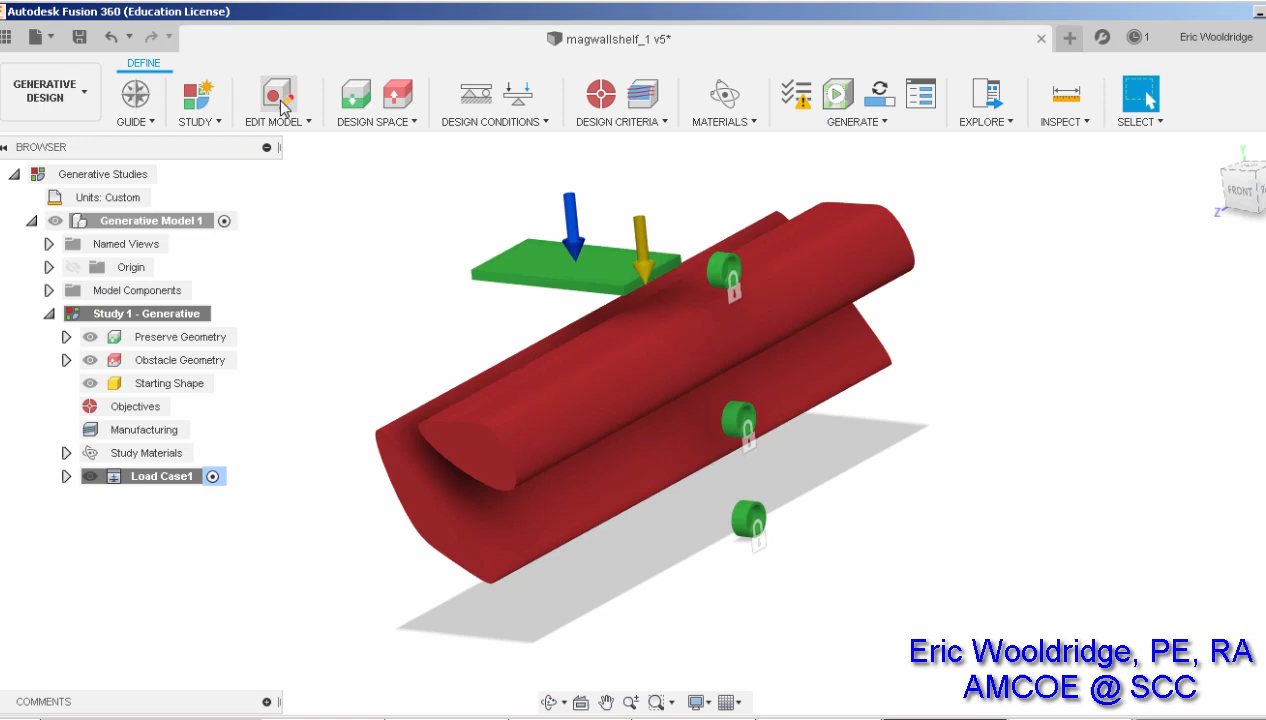 Autodesk Fusion 360 (Education License)
magwallshelf_1 v5*
1
Eric Wooldridge
GENERATIVE
DESIGN
DEFINE
GUIDE
STUDY
EDIT MODEL
DESIGN SPACE
DESIGN CONDITIONS
DESIGN CRITERIA
MATERIALS
GENERATE
EXPLORE
INSPECT
SELECT
BROWSER
Generative Studies
Units: Custom
Generative Model 1
Named Views
Origin
Model Components
Study 1 - Generative
Preserve Geometry
Obstacle Geometry
Starting Shape
Objectives
Manufacturing
Study Materials
Load Case1
Y
FRONT
Z
Eric Wooldridge, PE, RA
AMCOE @ SCC
COMMENTS